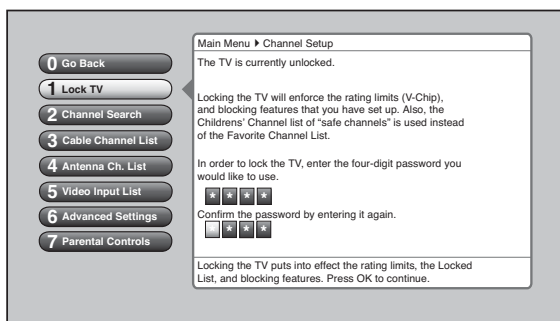 0 Go Back
1 Lock TV
2 Channel Search
3 Cable Channel List
4 Antenna Ch. List
5 Video Input List
6 Advanced Settings
7 Parental Controls
Main Menu ▶ Channel Setup
The TV is currently unlocked.
Locking the TV will enforce the rating limits (V-Chip),
and blocking features that you have set up. Also, the
Childrens' Channel list of “safe channels” is used instead
of the Favorite Channel List.
In order to lock the TV, enter the four-digit password you
would like to use.
* * * *
Confirm the password by entering it again.
* * * *
Locking the TV puts into effect the rating limits, the Locked
List, and blocking features. Press OK to continue.